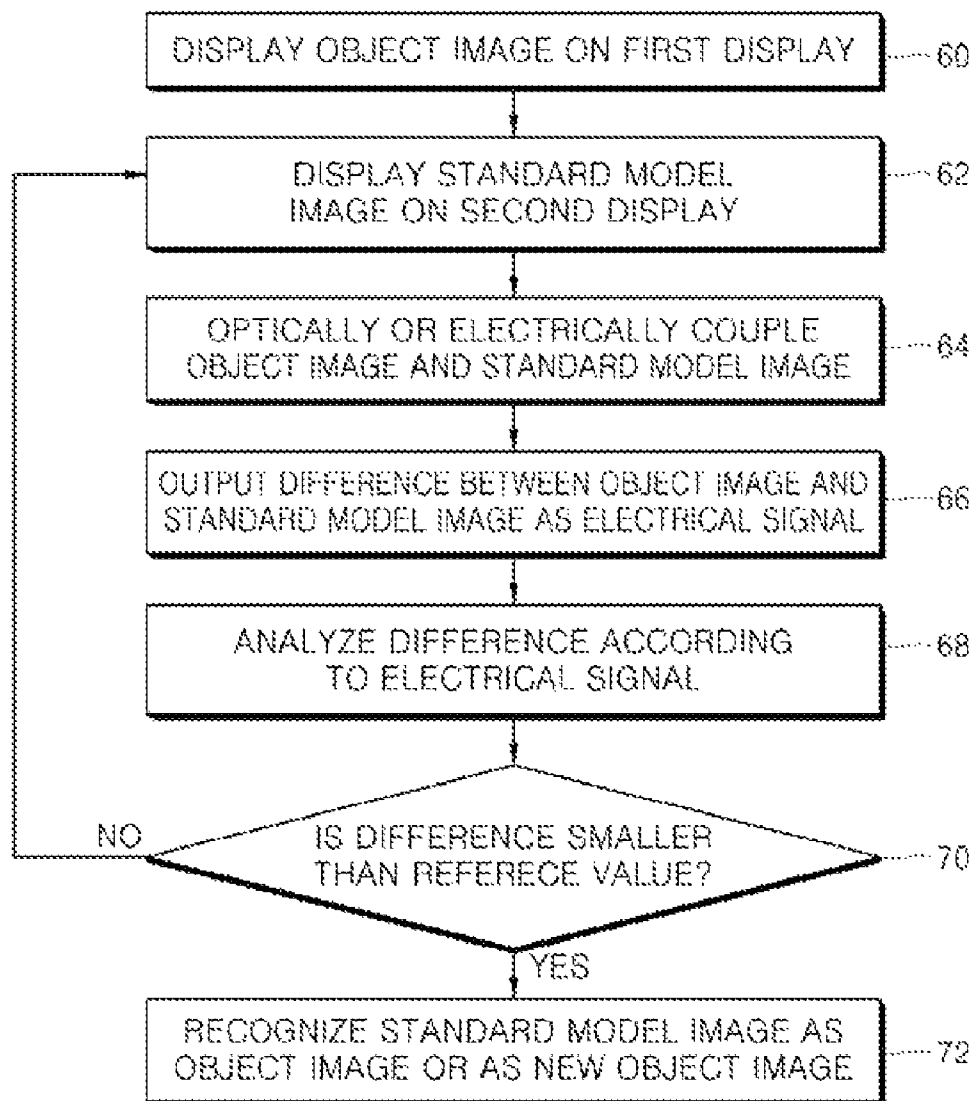 DISPLAY OBJECT IMAGE ON FIRST DISPLAY
60
DISPLAY STANDARD MODEL
IMAGE ON SECOND DISPLAY
62
OPTICALLY OR ELECTRICALLY COUPLE
OBJECT IMAGE AND STANDARD MODEL IMAGE
64
OUTPUT DIFFERENCE BETWEEN OBJECT IMAGE AND
STANDARD MODEL IMAGE AS ELECTRICAL SIGNAL
66
ANALYZE DIFFERENCE ACCORDING
TO ELECTRICAL SIGNAL
68
NO
IS DIFFERENCE SMALLER
THAN REFERECE VALUE?
70
YES
RECOGNIZE STANDARD MODEL IMAGE AS
OBJECT IMAGE OR AS NEW OBJECT IMAGE
72